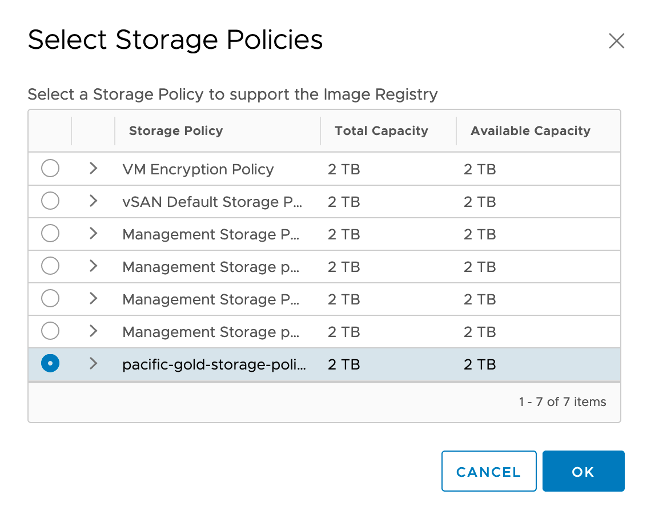 Select Storage Policies
Select a Storage Policy to support the Image Registry
Storage Policy Total Capacity Available Capacity
VM Encryption Policy 2 TB 2 TB
vSAN Default Storage P... 2 TB 2 TB
Management Storage P... 2 TB 2 TB
Management Storage p... 2 TB 2 TB
Management Storage P... 2 TB 2 TB
Management Storage p... 2 TB 2 TB
pacific-gold-storage-poli... 2 TB 2 TB
1 - 7 of 7 items
CANCEL OK